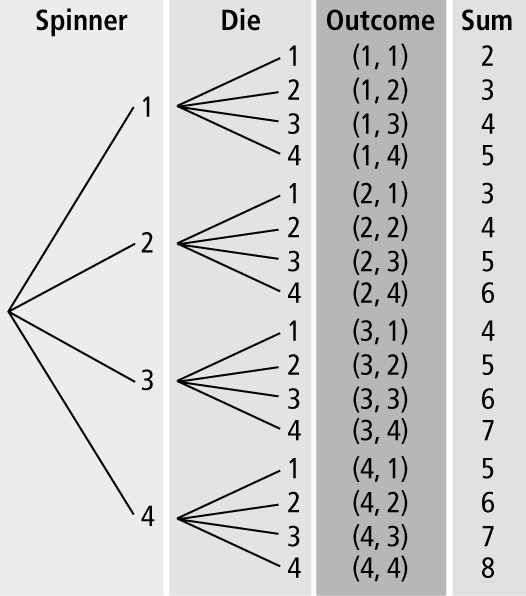 Spinner Die Outcome Sum
1 (1, 1) 2
2 (1, 2) 3
1
3 (1, 3) 4
4 (1, 4) 5
1 (2, 1) 3
2 (2, 2) 4
2
3 (2, 3) 5
4 (2, 4) 6
1 (3, 1) 4
2 (3, 2) 5
3
3 (3, 3) 6
4 (3, 4) 7
1 (4, 1) 5
2 (4, 2) 6
4
3 (4, 3) 7
4 (4, 4) 8